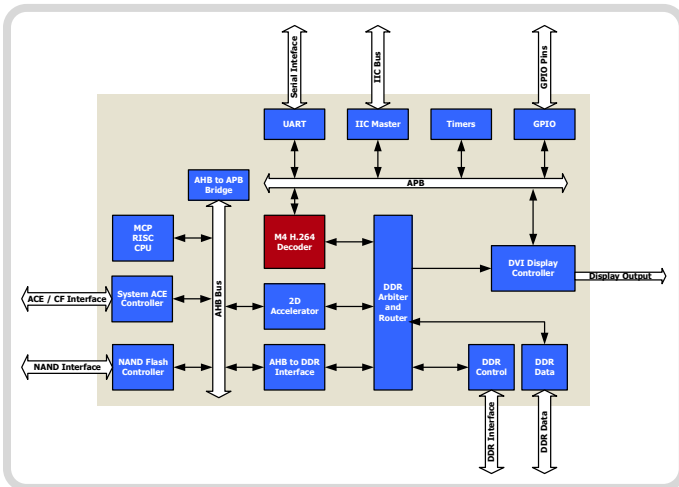 Serial Inteface
IIC Bus
GPIO Pins
UART
IIC Master
Timers
GPIO
AHB to APB
Bridge
APB
MCP
RISC
CPU
M4 H.264
Decoder
DVI Display
Controller
Display Output
ACE / CF Interface
System ACE
Controller
AHB Bus
2D
Accelerator
DDR
Arbiter
and
Router
NAND Interface
NAND Flash
Controller
AHB to DDR
Interface
DDR
Control
DDR
Data
DDR Interface
DDR Data